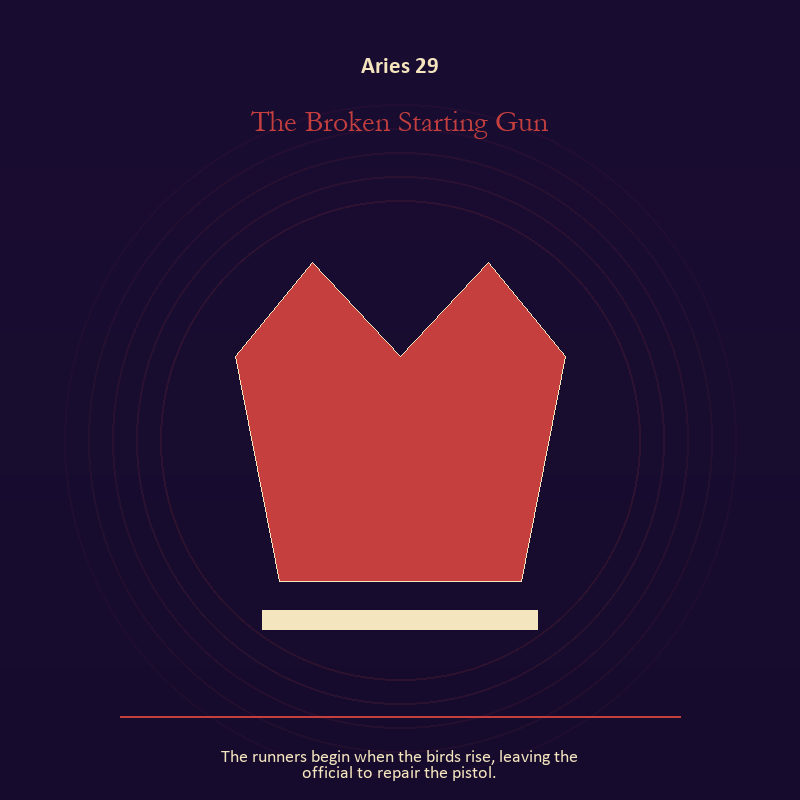 Aries 29
The Broken Starting Gun
The runners begin when the birds rise, leaving the
official to repair the pistol.